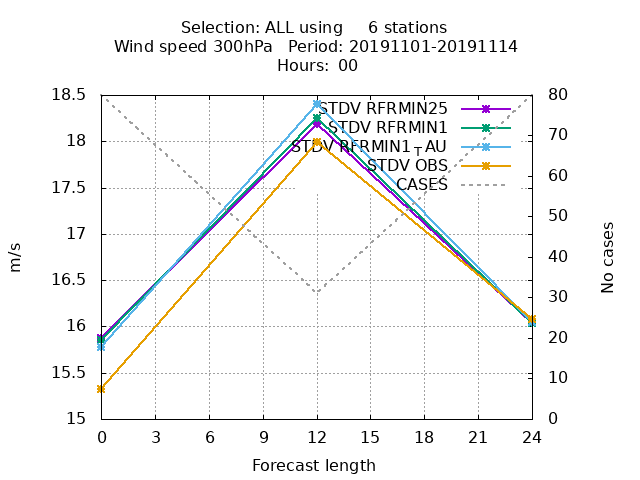 Selection: ALL using     6 stations
Wind speed 300hPa   Period: 20191101-20191114
Hours: 00
STDV RFRMIN25
STDV RFRMIN1
STDV RFRMIN1TAU
STDV OBS
CASES
18.5
18
17.5
17
16.5
16
15.5
15
m/s
80
70
60
50
40
30
20
10
0
No cases
0 3 6 9 12 15 18 21 24
Forecast length